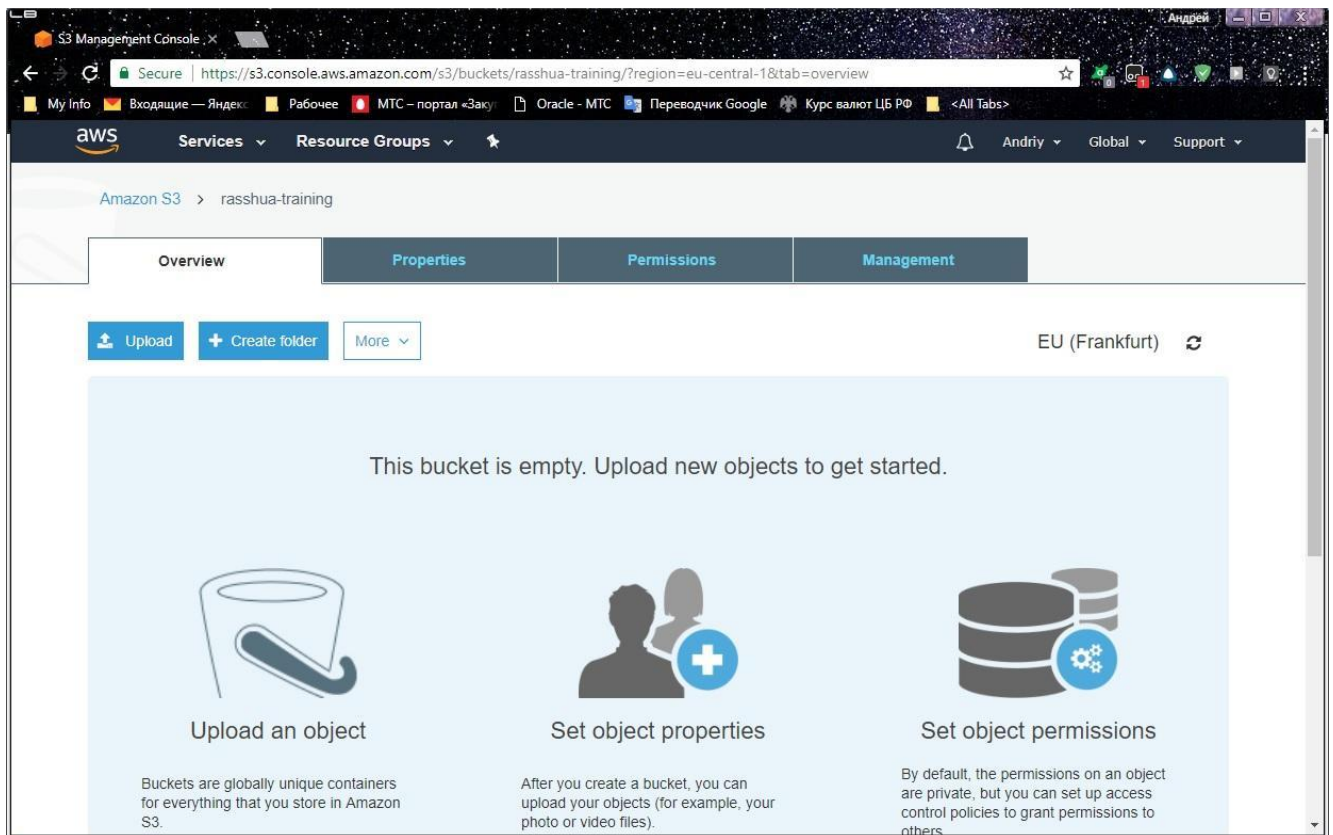 Андрей
S3 Management Console
Secure | https://s3.console.aws.amazon.com/s3/buckets/rasshua-training/?region=eu-central-1&tab=overview
My Info Входящие — Яндекс Рабочее МТС – портал «Заку Oracle - МТС Переводчик Google Курс валют ЦБ РФ <All Tabs>
aws Services Resource Groups Andriy Global Support
Amazon S3 > rasshua-training
Overview Properties Permissions Management
Upload Create folder More EU (Frankfurt)
This bucket is empty. Upload new objects to get started.
Upload an object
Buckets are globally unique containers
for everything that you store in Amazon
S3.
Set object properties
After you create a bucket, you can
upload your objects (for example, your
photo or video files).
Set object permissions
By default, the permissions on an object
are private, but you can set up access
control policies to grant permissions to
others.